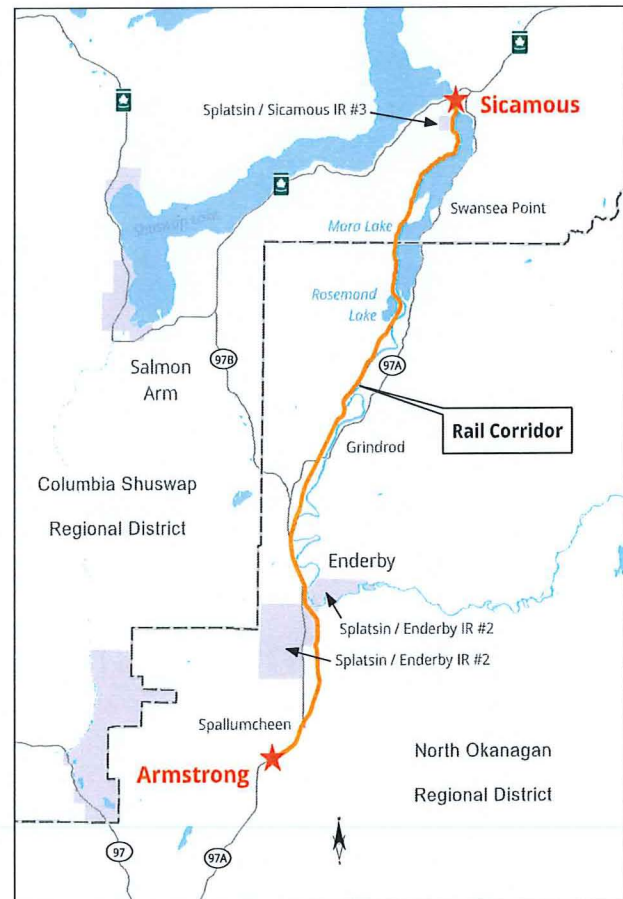 Splatsin / Sicamous IR #3
Sicamous
Swansea Point
Shuswap Lake
Mara Lake
Rosemond
Lake
97B
97A
Salmon
Arm
Rail Corridor
Grindrod
Columbia Shuswap
Regional District
Enderby
Splatsin / Enderby IR #2
Splatsin / Enderby IR #2
Spallumcheen
North Okanagan
Armstrong
Regional District
97
97A